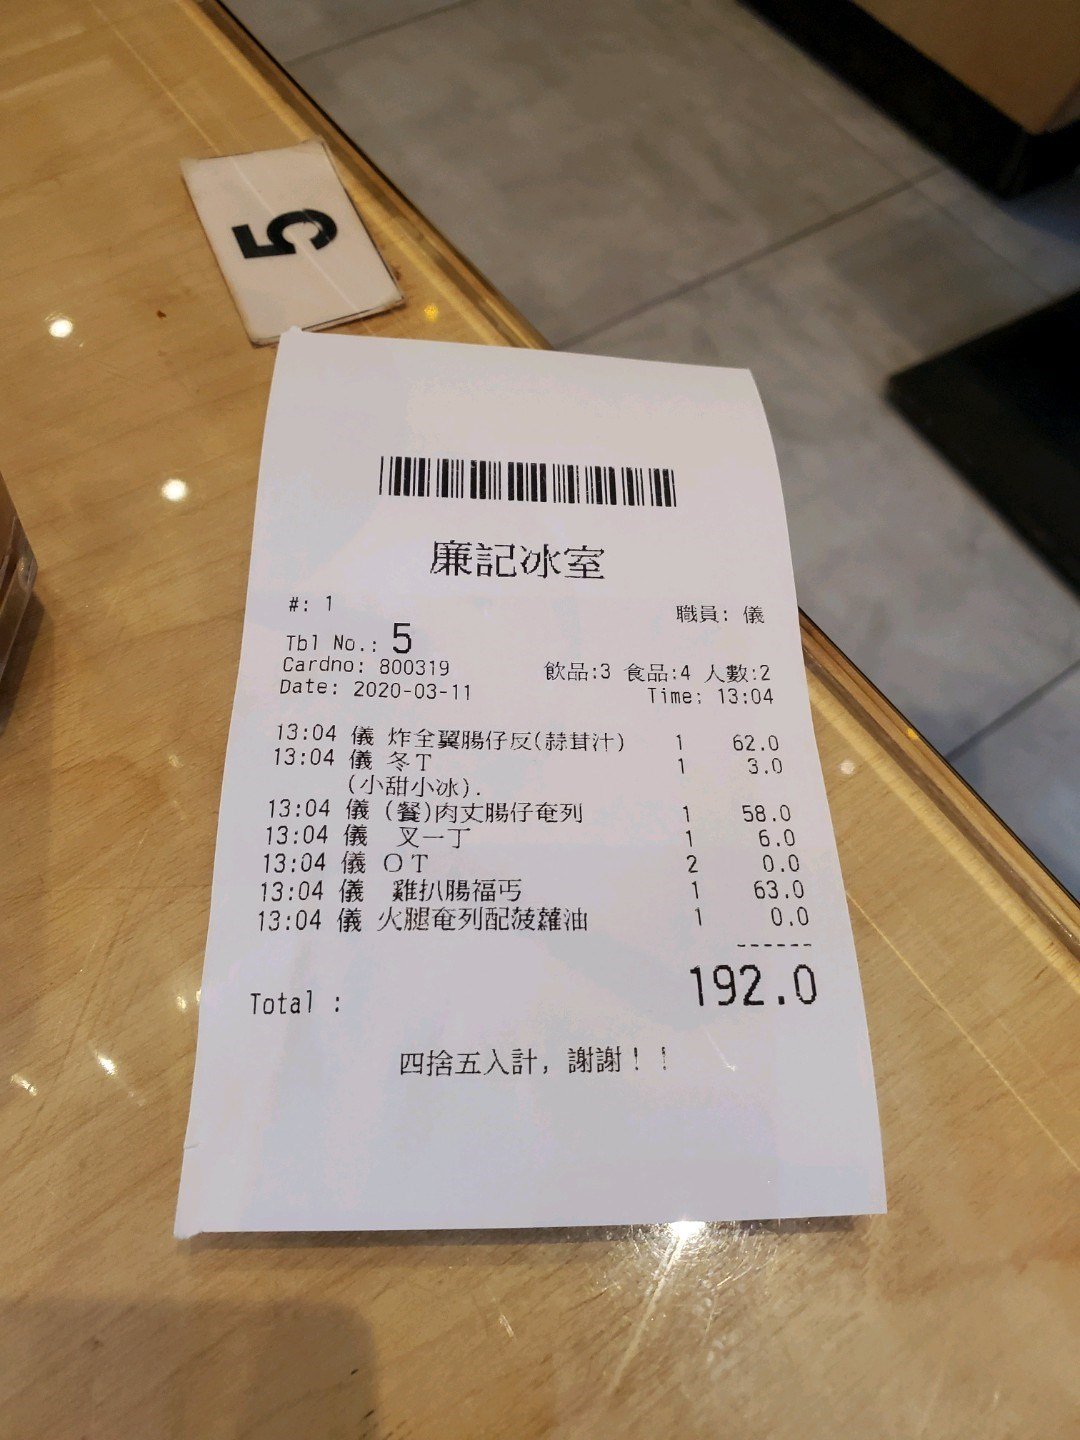 5
廉記冰室
#: 1
職員: 儀
Tbl No.: 5
Cardno: 800319
飲品:3 食品:4 人數:2
Date: 2020-03-11
Time: 13:04
13:04 儀 炸全翼腸仔反(蒜茸汁) 1 62.0
13:04 儀 冬T 1 3.0
(小甜小冰).
13:04 儀 (餐)肉丈腸仔奄列 1 58.0
13:04 儀 叉一丁 1 6.0
13:04 儀 OT 2 0.0
13:04 儀 雞扒腸福丐 1 63.0
13:04 儀 火腿奄列配菠蘿油 1 0.0
------
Total : 192.0
四捨五入計, 謝謝! !